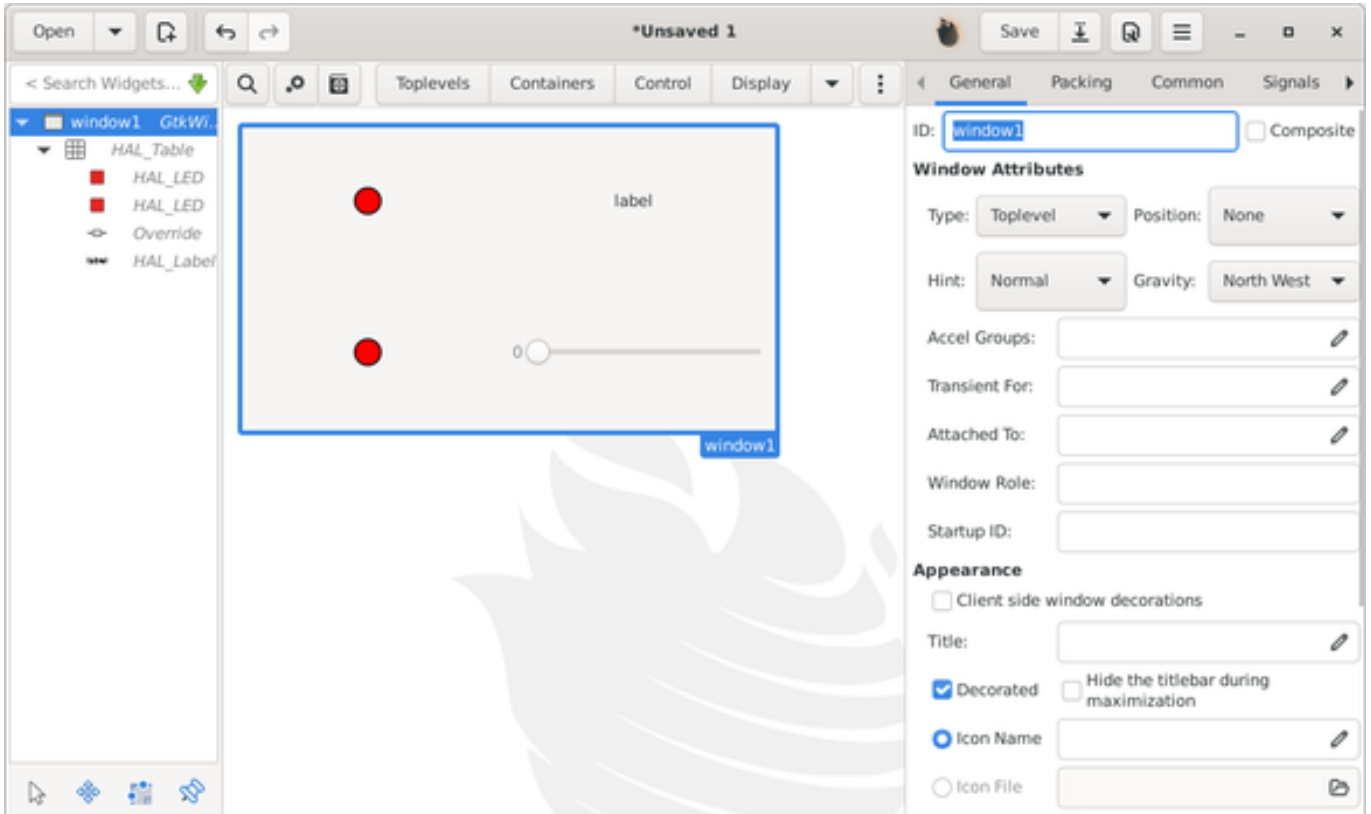 Open
*Unsaved 1
Save
< Search Widgets...
Toplevels
Containers
Control
Display
General
Packing
Common
Signals
window1 GtkWi..
HAL_Table
HAL_LED
HAL_LED
Override
HAL_Label
label
0
window1
ID: window1
Composite
Window Attributes
Type: Toplevel
Position: None
Hint: Normal
Gravity: North West
Accel Groups:
Transient For:
Attached To:
Window Role:
Startup ID:
Appearance
Client side window decorations
Title:
Decorated
Hide the titlebar during
maximization
Icon Name
Icon File